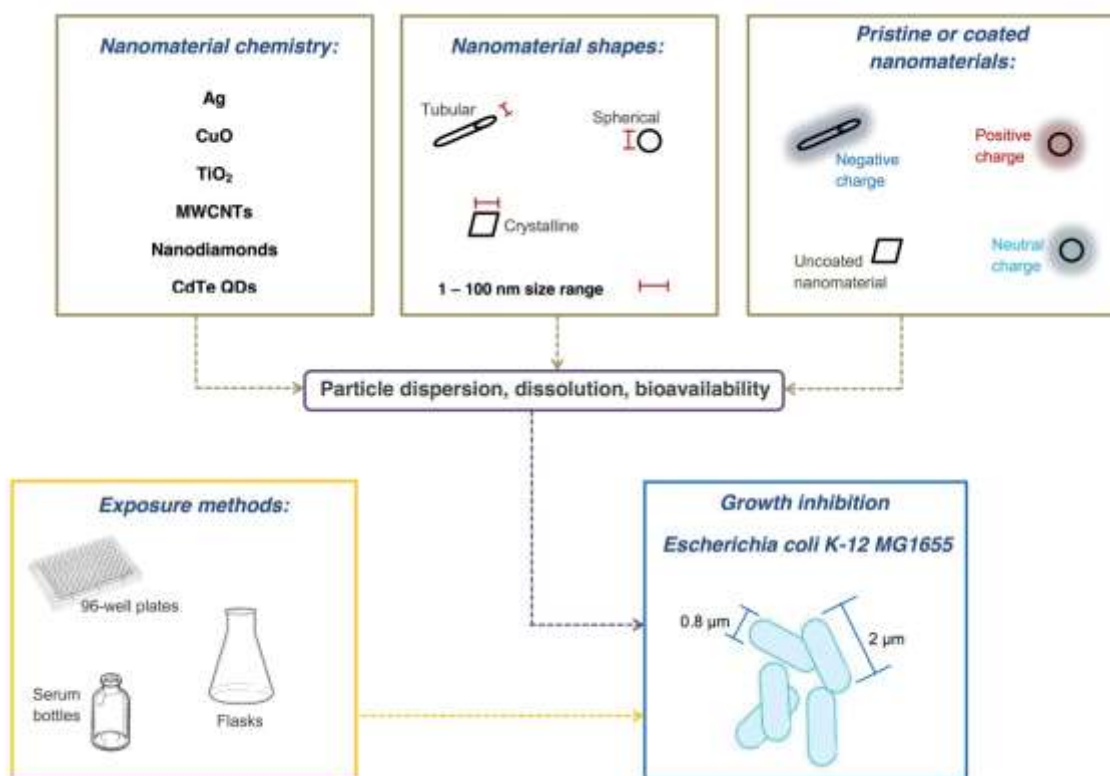 Nanomaterial chemistry:
Ag
CuO
TiO₂
MWCNTs
Nanodiamonds
CdTe QDs
Nanomaterial shapes:
Tubular
Spherical
Crystalline
1 – 100 nm size range
Pristine or coated
nanomaterials:
Negative
charge
Positive
charge
Uncoated
nanomaterial
Neutral
charge
Particle dispersion, dissolution, bioavailability
Exposure methods:
96-well plates
Serum
bottles
Flasks
Growth inhibition
Escherichia coli K-12 MG1655
0.8 µm
2 µm